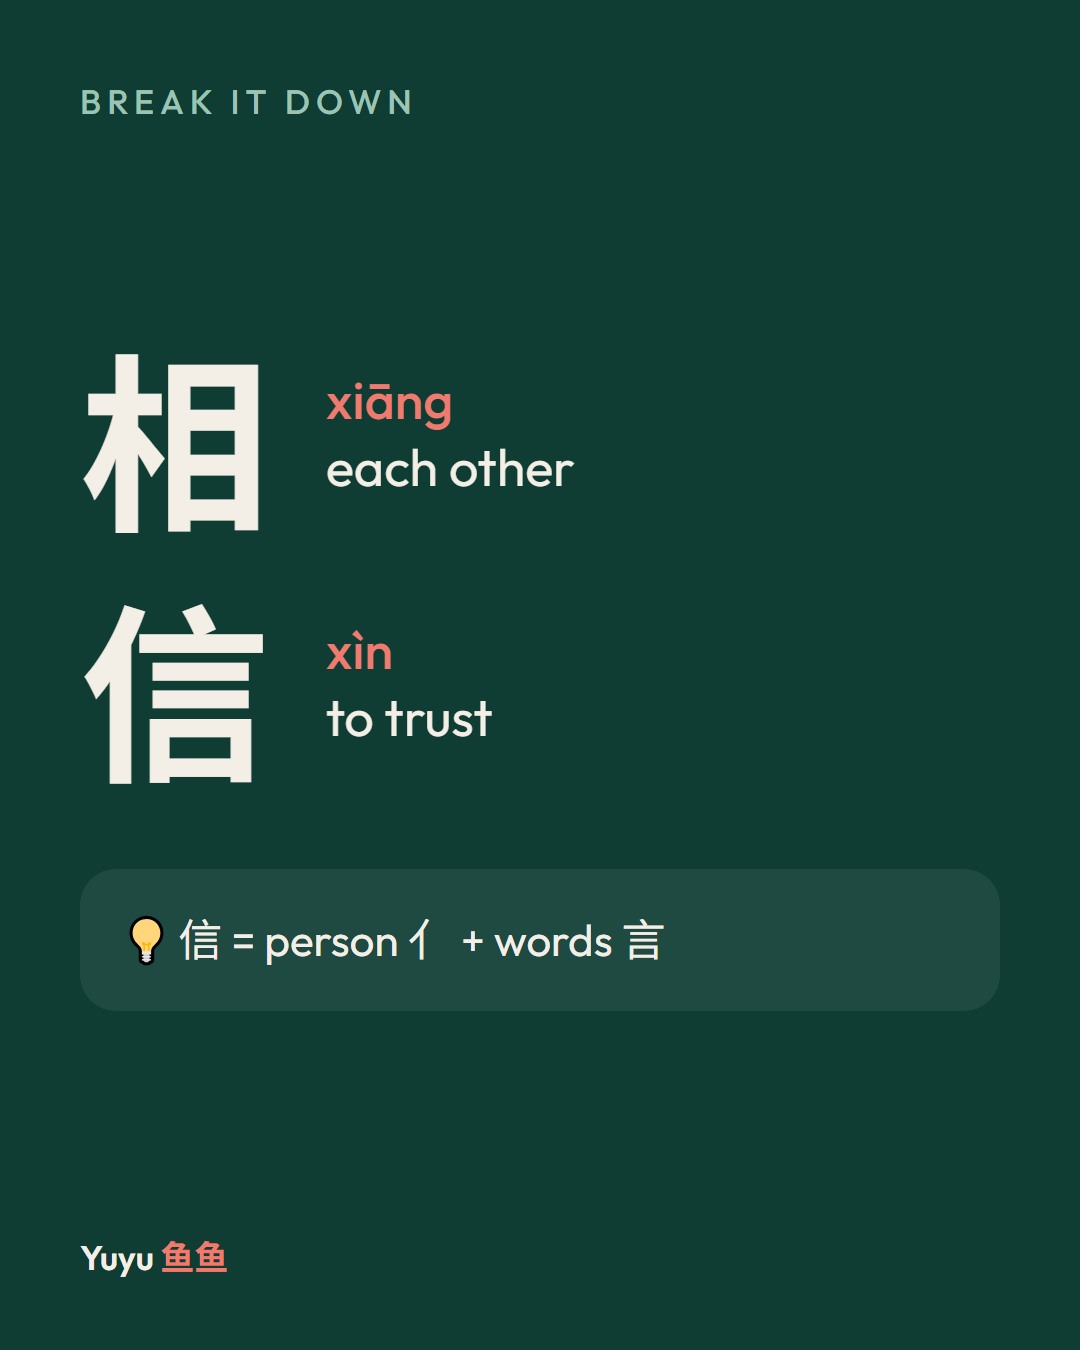 BREAK IT DOWN
相
xiāng
each other
信
xìn
to trust
💡 信 = person 亻 + words 言
Yuyu 鱼鱼